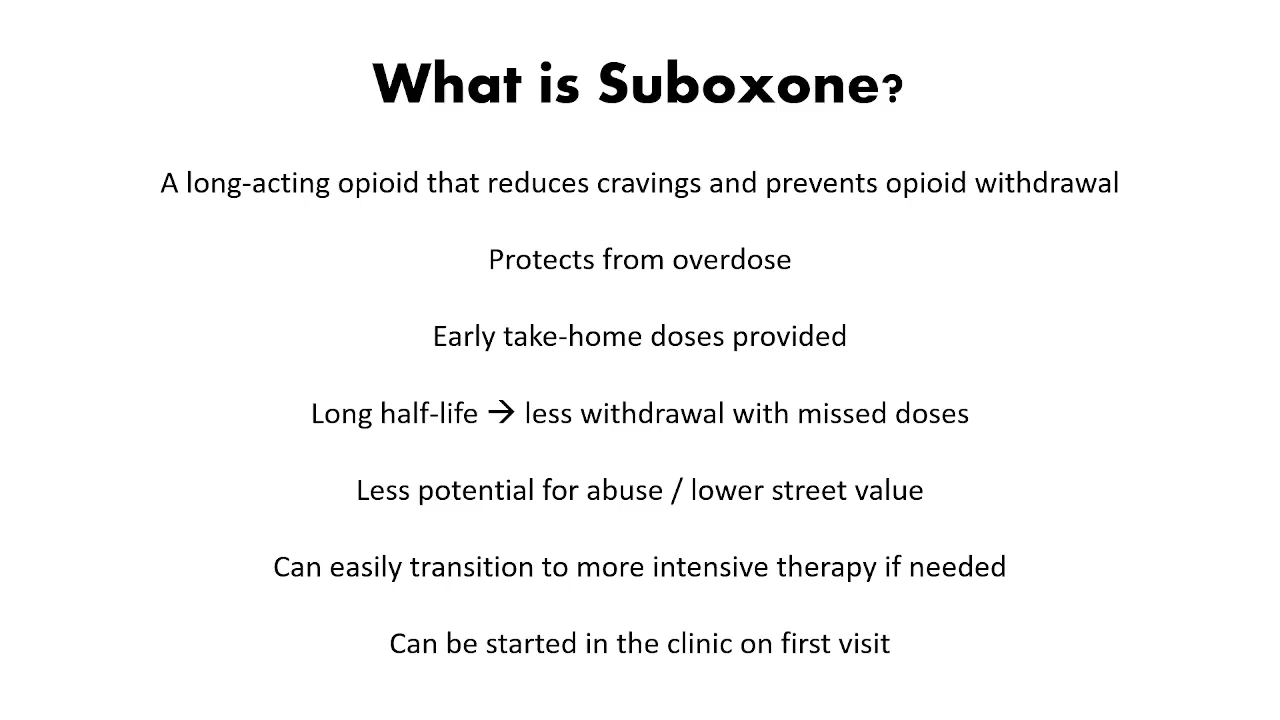 What is Suboxone?
A long-acting opioid that reduces cravings and prevents opioid withdrawal
Protects from overdose
Early take-home doses provided
Long half-life → less withdrawal with missed doses
Less potential for abuse / lower street value
Can easily transition to more intensive therapy if needed
Can be started in the clinic on first visit